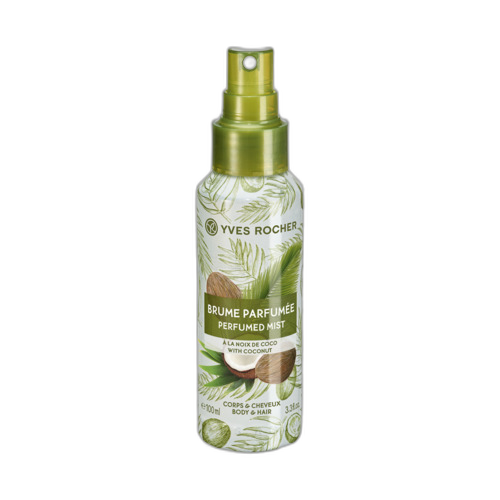 YVES ROCHER
BRUME PARFUMÉE
PERFUMED MIST
À LA NOIX DE COCO
WITH COCONUT
CORPS & CHEVEUX
BODY & HAIR
℮100ml
3.3fl.oz.